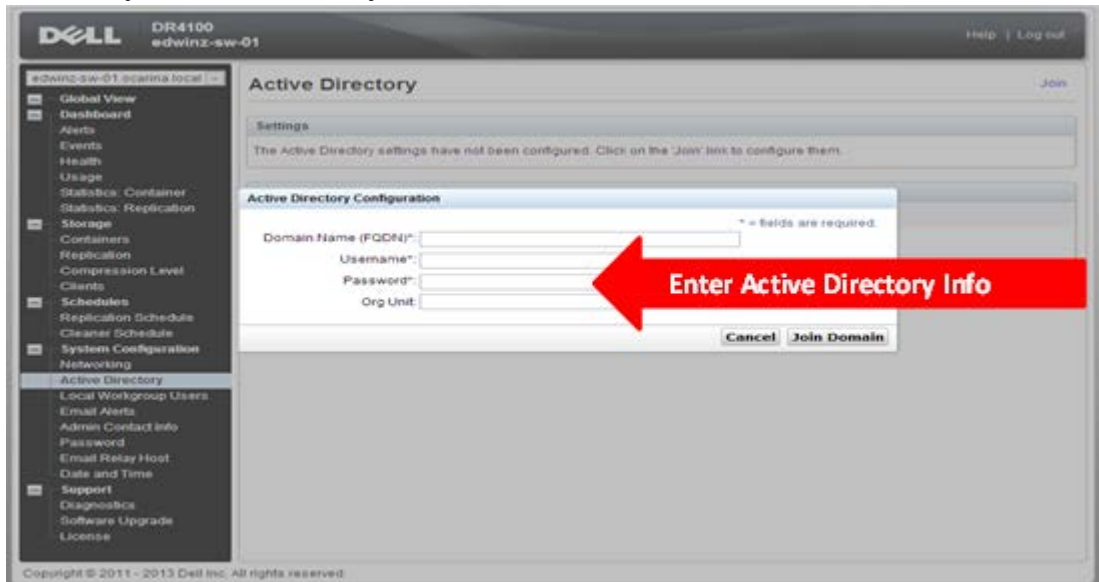 DELL
DR4100
edwinz-sw-01
Help | Log out
edwinz-sw-01.ocarina.local
Global View
Dashboard
Alerts
Events
Health
Usage
Statistics: Container
Statistics: Replication
Storage
Containers
Replication
Compression Level
Clients
Schedules
Replication Schedule
Cleaner Schedule
System Configuration
Networking
Active Directory
Local Workgroup Users
Email Alerts
Admin Contact Info
Password
Email Relay Host
Date and Time
Support
Diagnostics
Software Upgrade
License
Active Directory
Join
Settings
The Active Directory settings have not been configured. Click on the 'Join' link to configure them.
Active Directory Configuration
* = fields are required.
Domain Name (FQDN)*:
Username*:
Password*:
Org Unit:
Enter Active Directory Info
Cancel Join Domain
Copyright © 2011 - 2013 Dell Inc. All rights reserved.